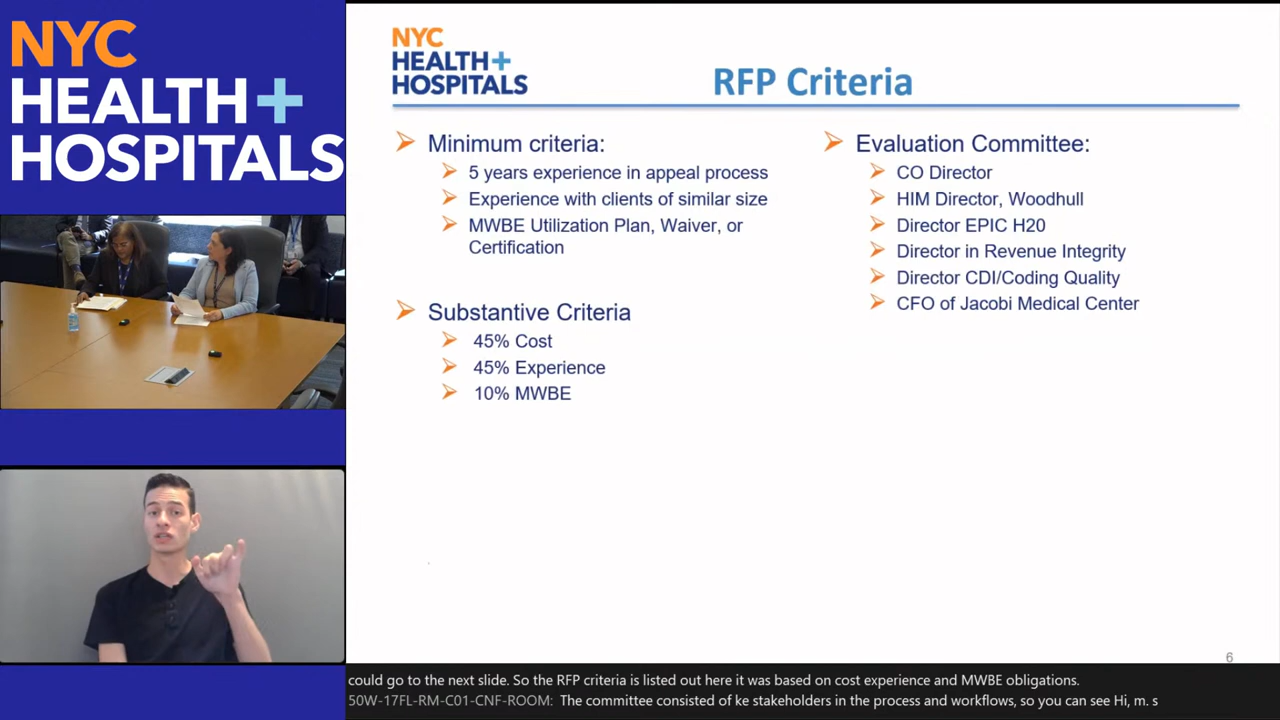 NYC
HEALTH+
HOSPITALS
NYC
HEALTH+
HOSPITALS
RFP Criteria
Minimum criteria:
5 years experience in appeal process
Experience with clients of similar size
MWBE Utilization Plan, Waiver, or
Certification
Substantive Criteria
45% Cost
45% Experience
10% MWBE
Evaluation Committee:
CO Director
HIM Director, Woodhull
Director EPIC H20
Director in Revenue Integrity
Director CDI/Coding Quality
CFO of Jacobi Medical Center
6
could go to the next slide. So the RFP criteria is listed out here it was based on cost experience and MWBE obligations.
50W-17FL-RM-C01-CNF-ROOM: The committee consisted of ke stakeholders in the process and workflows, so you can see Hi, m. s